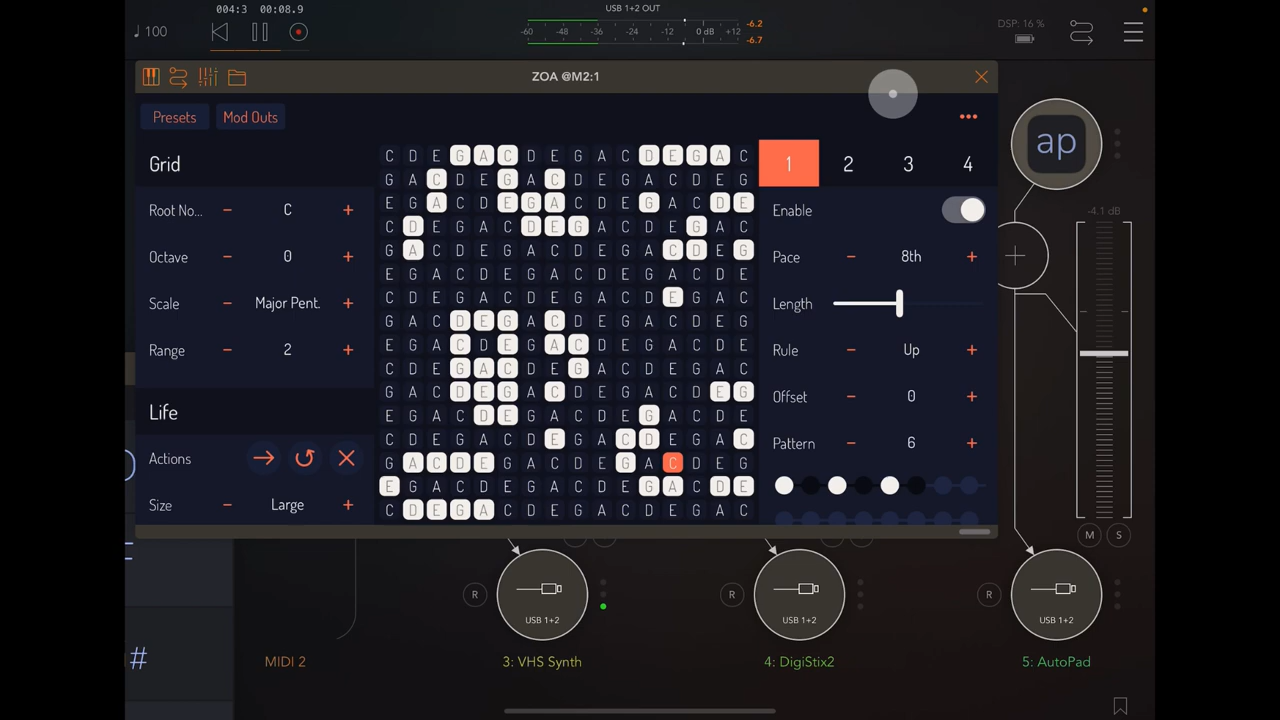 004:3 00:08.9
♩ 100
USB 1+2 OUT
-60 -48 -36 -24 -12 0 dB +12
-6.2
-6.7
DSP: 16 %
ZOA @M2:1
Presets Mod Outs
Grid
Root No... − C +
Octave − 0 +
Scale − Major Pent. +
Range − 2 +
Life
Actions
Size − Large +
C D E G A C D E G A C D E G A C
G A C D E G A C D E G A C D E G
E G A C D E G A C D E G A C D E
C D E G A C D E G A C D E G A C
G A C D E G A C D E G A C D E G
E G A C D E G A C D E G A C D E
C D E G A C D E G A C D E G A C
G A C D E G A C D E G A C D E G
E G A C D E G A C D E G A C D E
C D E G A C D E G A C D E G A C
G A C D E G A C D E G A C D E G
E G A C D E G A C D E G A C D E
C D E G A C D E G A C D E G A C
G A C D E G A C D E G A C D E G
E G A C D E G A C D E G A C D E
C D E G A C D E G A C D E G A C
1 2 3 4
Enable
Pace − 8th +
Length
Rule − Up +
Offset − 0 +
Pattern − 6 +
ap
-4.1 dB
M S
#
MIDI 2
R USB 1+2
3: VHS Synth
R USB 1+2
4: DigiStix2
R USB 1+2
5: AutoPad